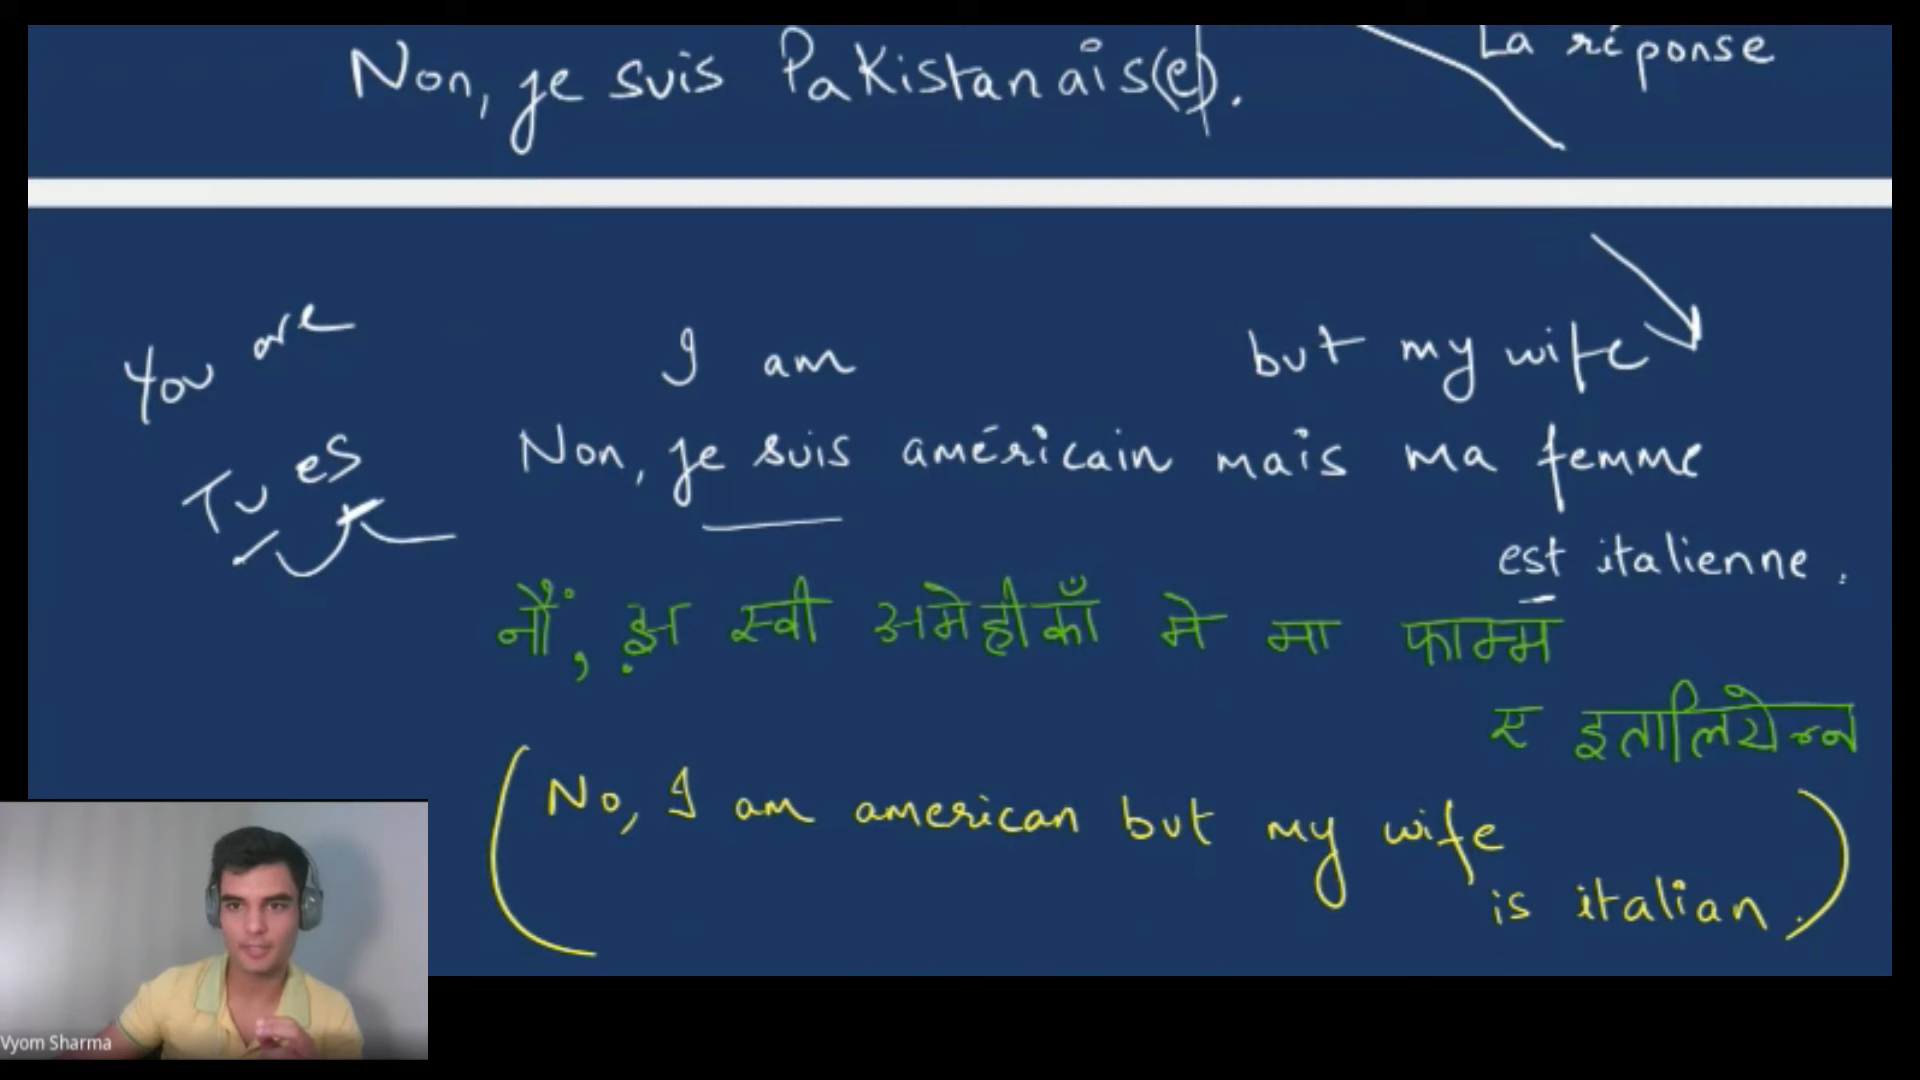 La réponse
Non, je suis Pakistanais(e).
You are
I am but my wife
Tu es
Non, je suis américain mais ma femme
est italienne.
नौं, झ़ स्वी अमेहीकाँ मे मा फाम्म
ए इतालियेन्न
(No, I am american but my wife
is italian.)
Vyom Sharma